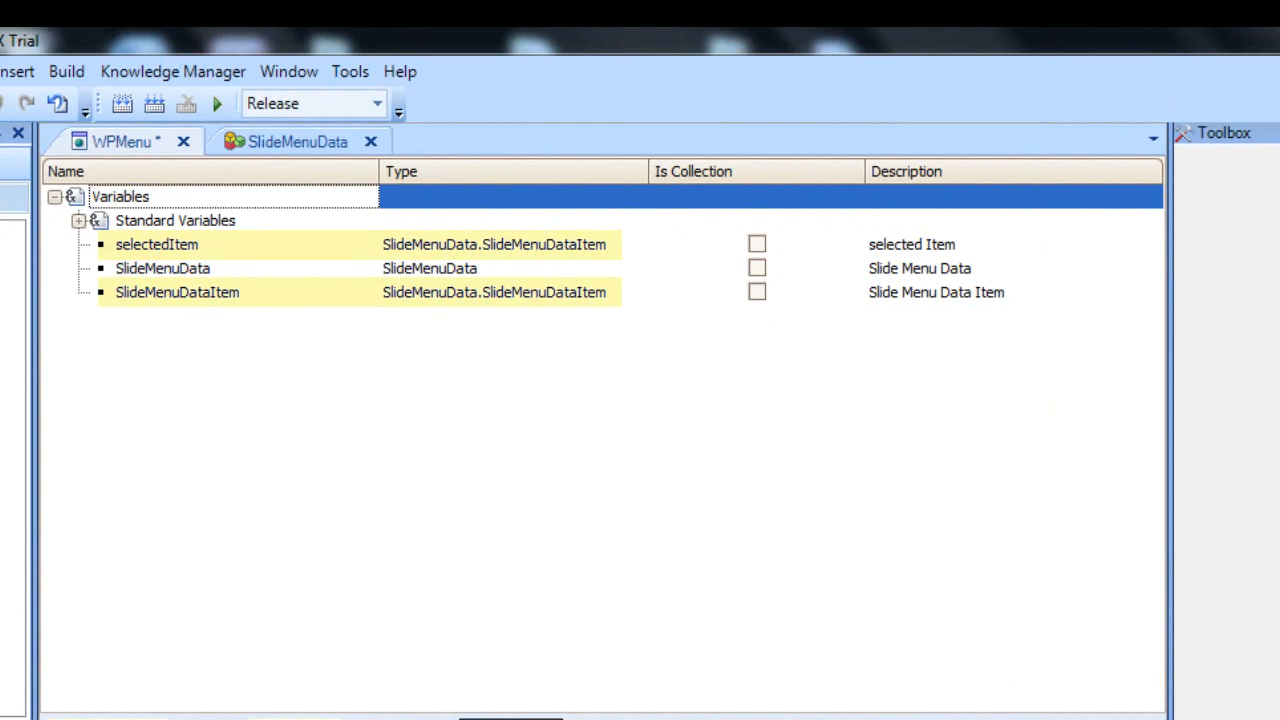 X Trial
nsert Build Knowledge Manager Window Tools Help
Release
WPMenu * SlideMenuData Toolbox
Name Type Is Collection Description
Variables
Standard Variables
selectedItem SlideMenuData.SlideMenuDataItem selected Item
SlideMenuData SlideMenuData Slide Menu Data
SlideMenuDataItem SlideMenuData.SlideMenuDataItem Slide Menu Data Item